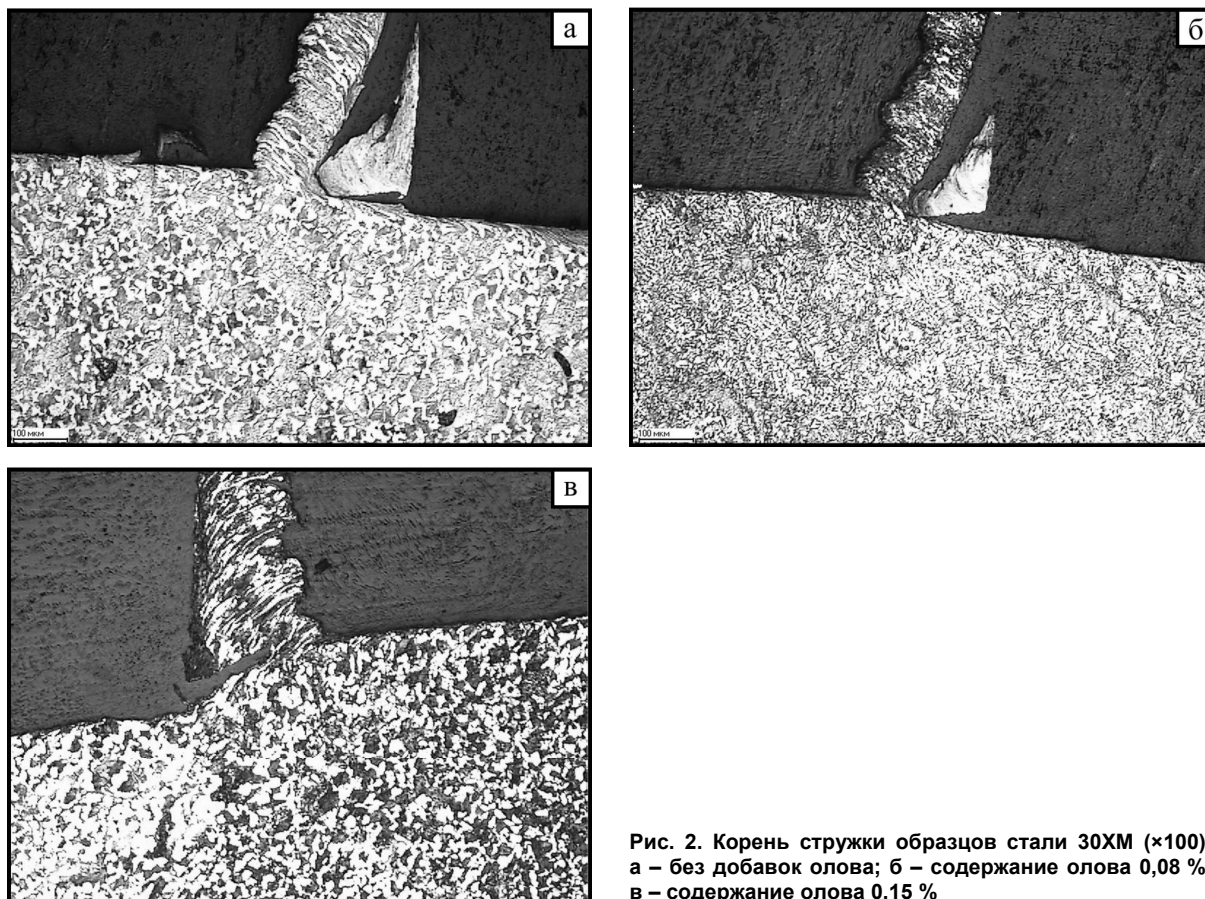 а
б
100 мкм
100 мкм
в
Рис. 2. Корень стружки образцов стали 30ХМ (×100)
а – без добавок олова; б – содержание олова 0,08 %
в – содержание олова 0,15 %